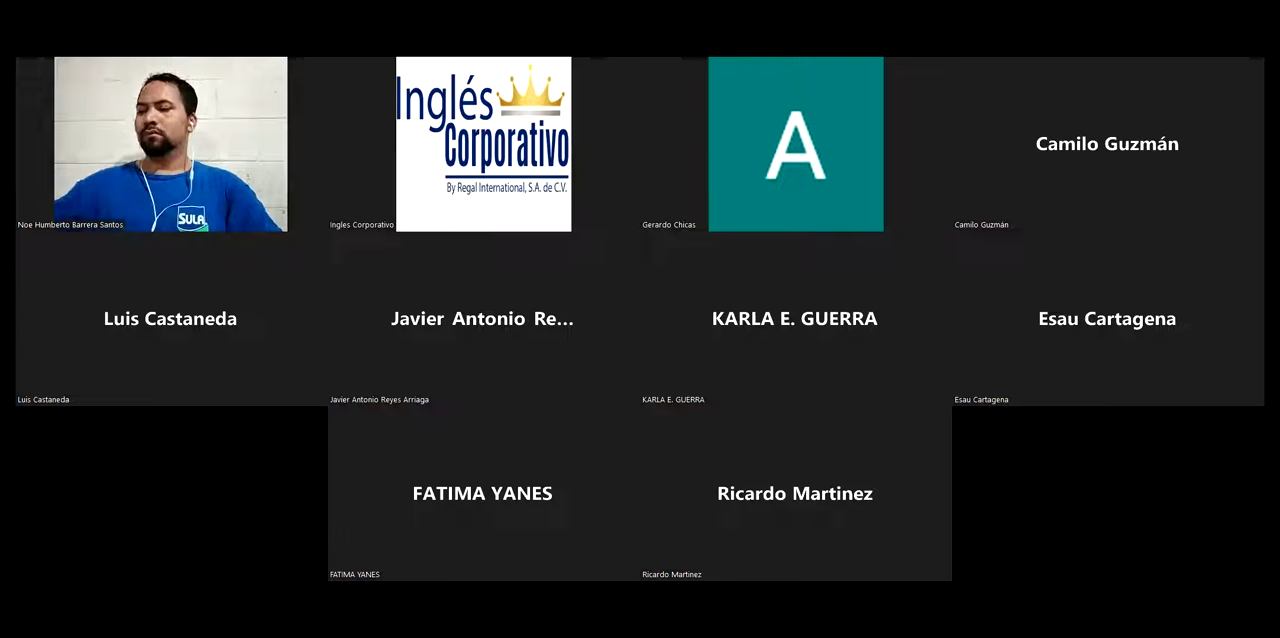 SULA
Noe Humberto Barrera Santos
Inglés
Corporativo
By Regal International, S.A. de C.V.
Ingles Corporativo
A
Gerardo Chicas
Camilo Guzmán
Camilo Guzmán
Luis Castaneda
Luis Castaneda
Javier Antonio Re...
Javier Antonio Reyes Arriaga
KARLA E. GUERRA
KARLA E. GUERRA
Esau Cartagena
Esau Cartagena
FATIMA YANES
FATIMA YANES
Ricardo Martinez
Ricardo Martinez